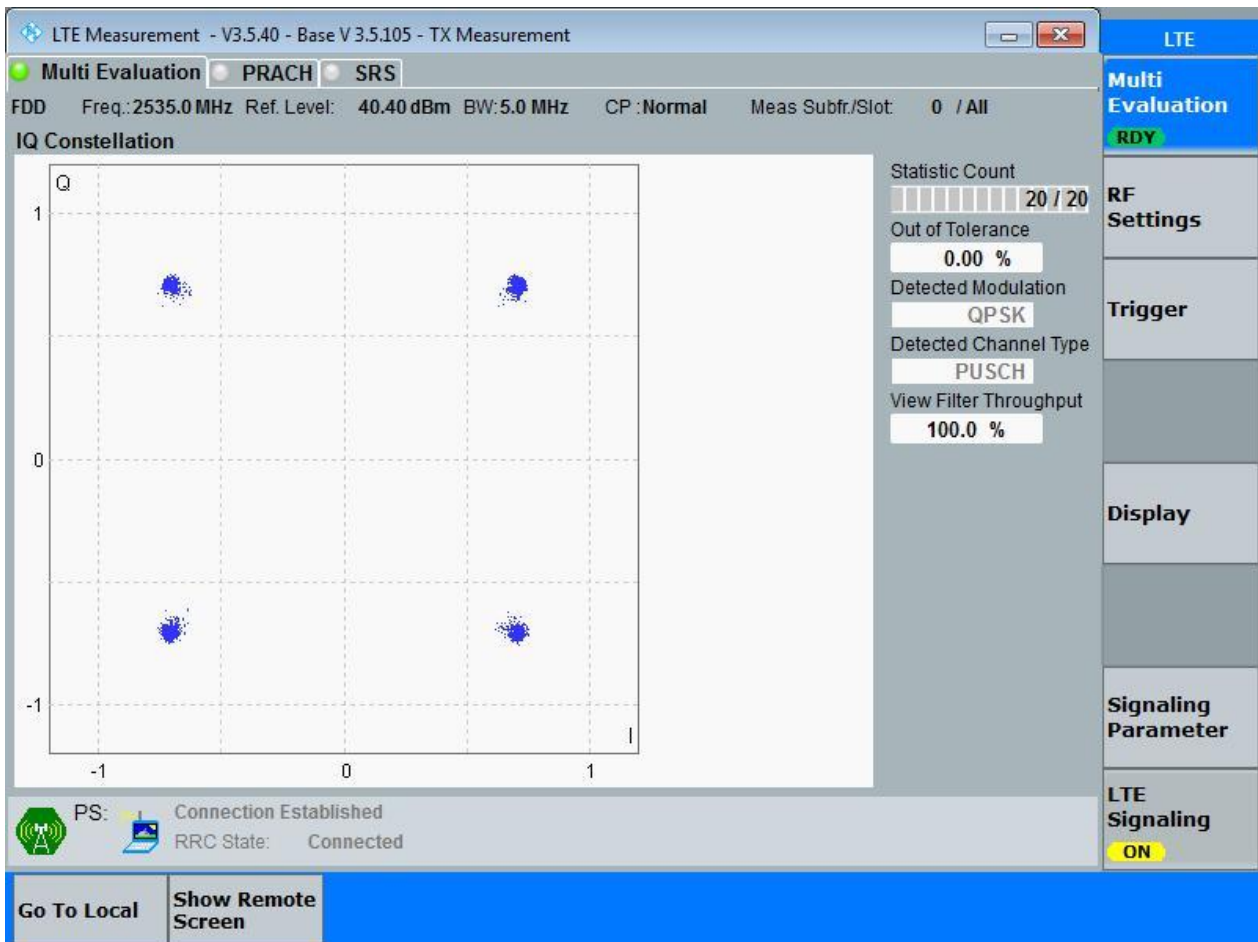 LTE Measurement - V3.5.40 - Base V 3.5.105 - TX Measurement
LTE
Multi Evaluation PRACH SRS
FDD Freq.: 2535.0 MHz Ref. Level: 40.40 dBm BW: 5.0 MHz CP : Normal Meas Subfr./Slot: 0 / All
IQ Constellation
Q
1
0
-1
I
-1 0 1
Statistic Count
20 / 20
Out of Tolerance
0.00 %
Detected Modulation
QPSK
Detected Channel Type
PUSCH
View Filter Throughput
100.0 %
Multi
Evaluation
RDY
RF
Settings
Trigger
Display
Signaling
Parameter
LTE
Signaling
ON
PS: Connection Established
RRC State: Connected
Go To Local
Show Remote
Screen